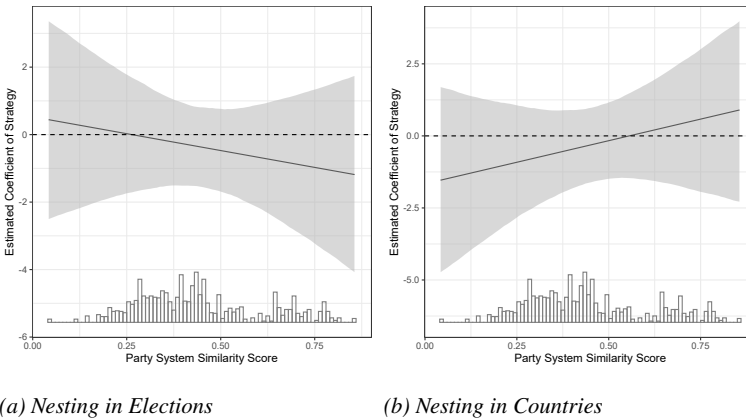 Estimated Coefficient of Strategy
2
0
-2
-4
-6
0.00
0.25
0.50
0.75
Party System Similarity Score
(a) Nesting in Elections
Estimated Coefficient of Strategy
2.5
0.0
-2.5
-5.0
0.00
0.25
0.50
0.75
Party System Similarity Score
(b) Nesting in Countries